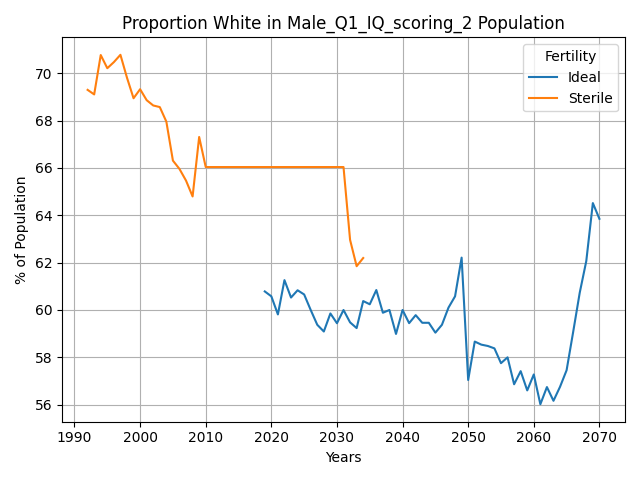 Proportion White in Male_Q1_IQ_scoring_2 Population
Fertility
Ideal
Sterile
% of Population
70
68
66
64
62
60
58
56
1990
2000
2010
2020
2030
2040
2050
2060
2070
Years